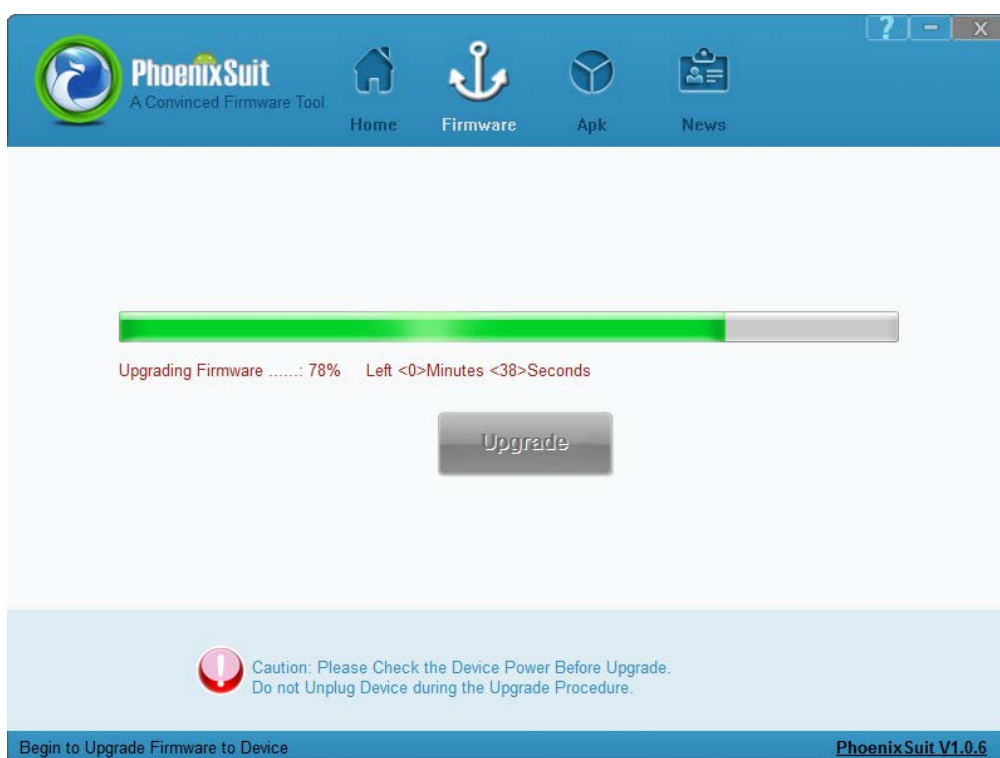 ? - X
PhoenixSuit
A Convinced Firmware Tool
Home Firmware Apk News
Upgrading Firmware ......: 78% Left <0>Minutes <38>Seconds
Upgrade
Caution: Please Check the Device Power Before Upgrade.
Do not Unplug Device during the Upgrade Procedure.
Begin to Upgrade Firmware to Device PhoenixSuit V1.0.6